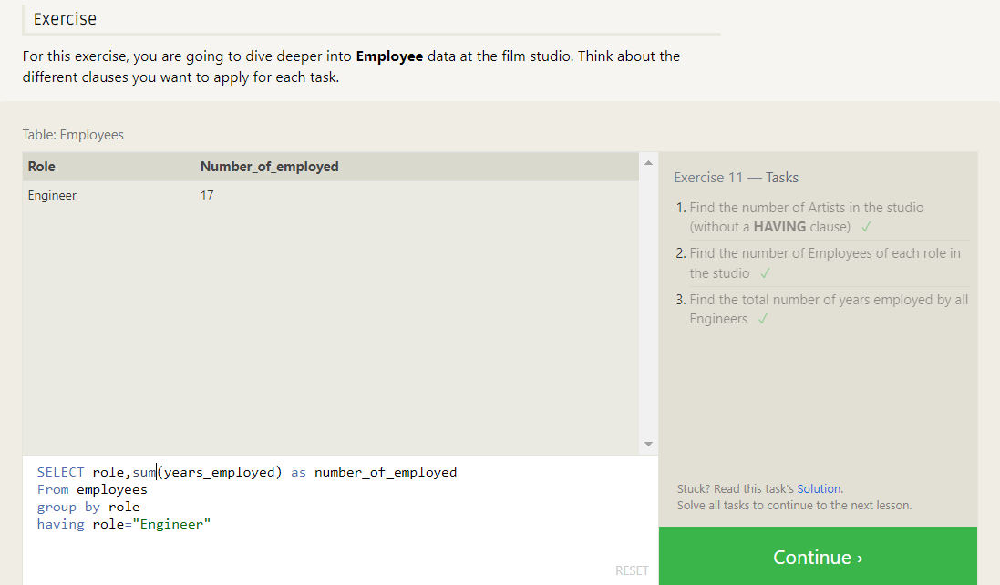 Exercise
For this exercise, you are going to dive deeper into Employee data at the film studio. Think about the
different clauses you want to apply for each task.
Table: Employees
Role Number_of_employed
Engineer 17
Exercise 11 — Tasks
1. Find the number of Artists in the studio
(without a HAVING clause) ✓
2. Find the number of Employees of each role in
the studio ✓
3. Find the total number of years employed by all
Engineers ✓
SELECT role,sum(years_employed) as number_of_employed
From employees
group by role
having role="Engineer"
RESET
Stuck? Read this task's Solution.
Solve all tasks to continue to the next lesson.
Continue ›